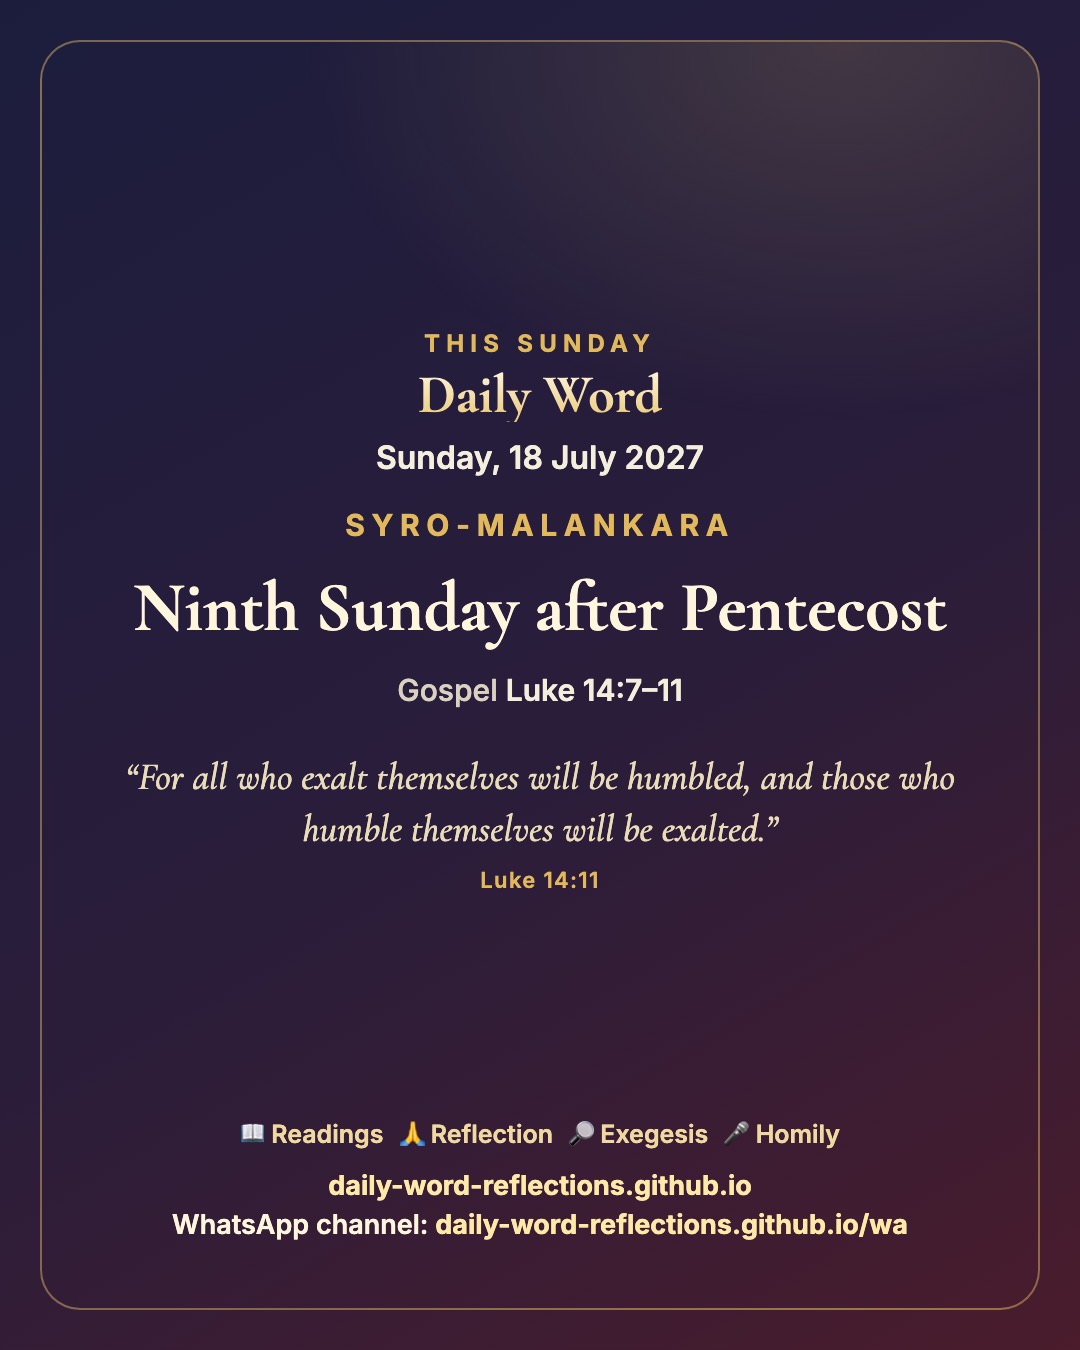 THIS SUNDAY
Daily Word
Sunday, 18 July 2027
SYRO-MALANKARA
Ninth Sunday after Pentecost
Gospel Luke 14:7–11
“For all who exalt themselves will be humbled, and those who
humble themselves will be exalted.”
Luke 14:11
📖 Readings 🙏 Reflection 🔎 Exegesis 🎤 Homily
daily-word-reflections.github.io
WhatsApp channel: daily-word-reflections.github.io/wa